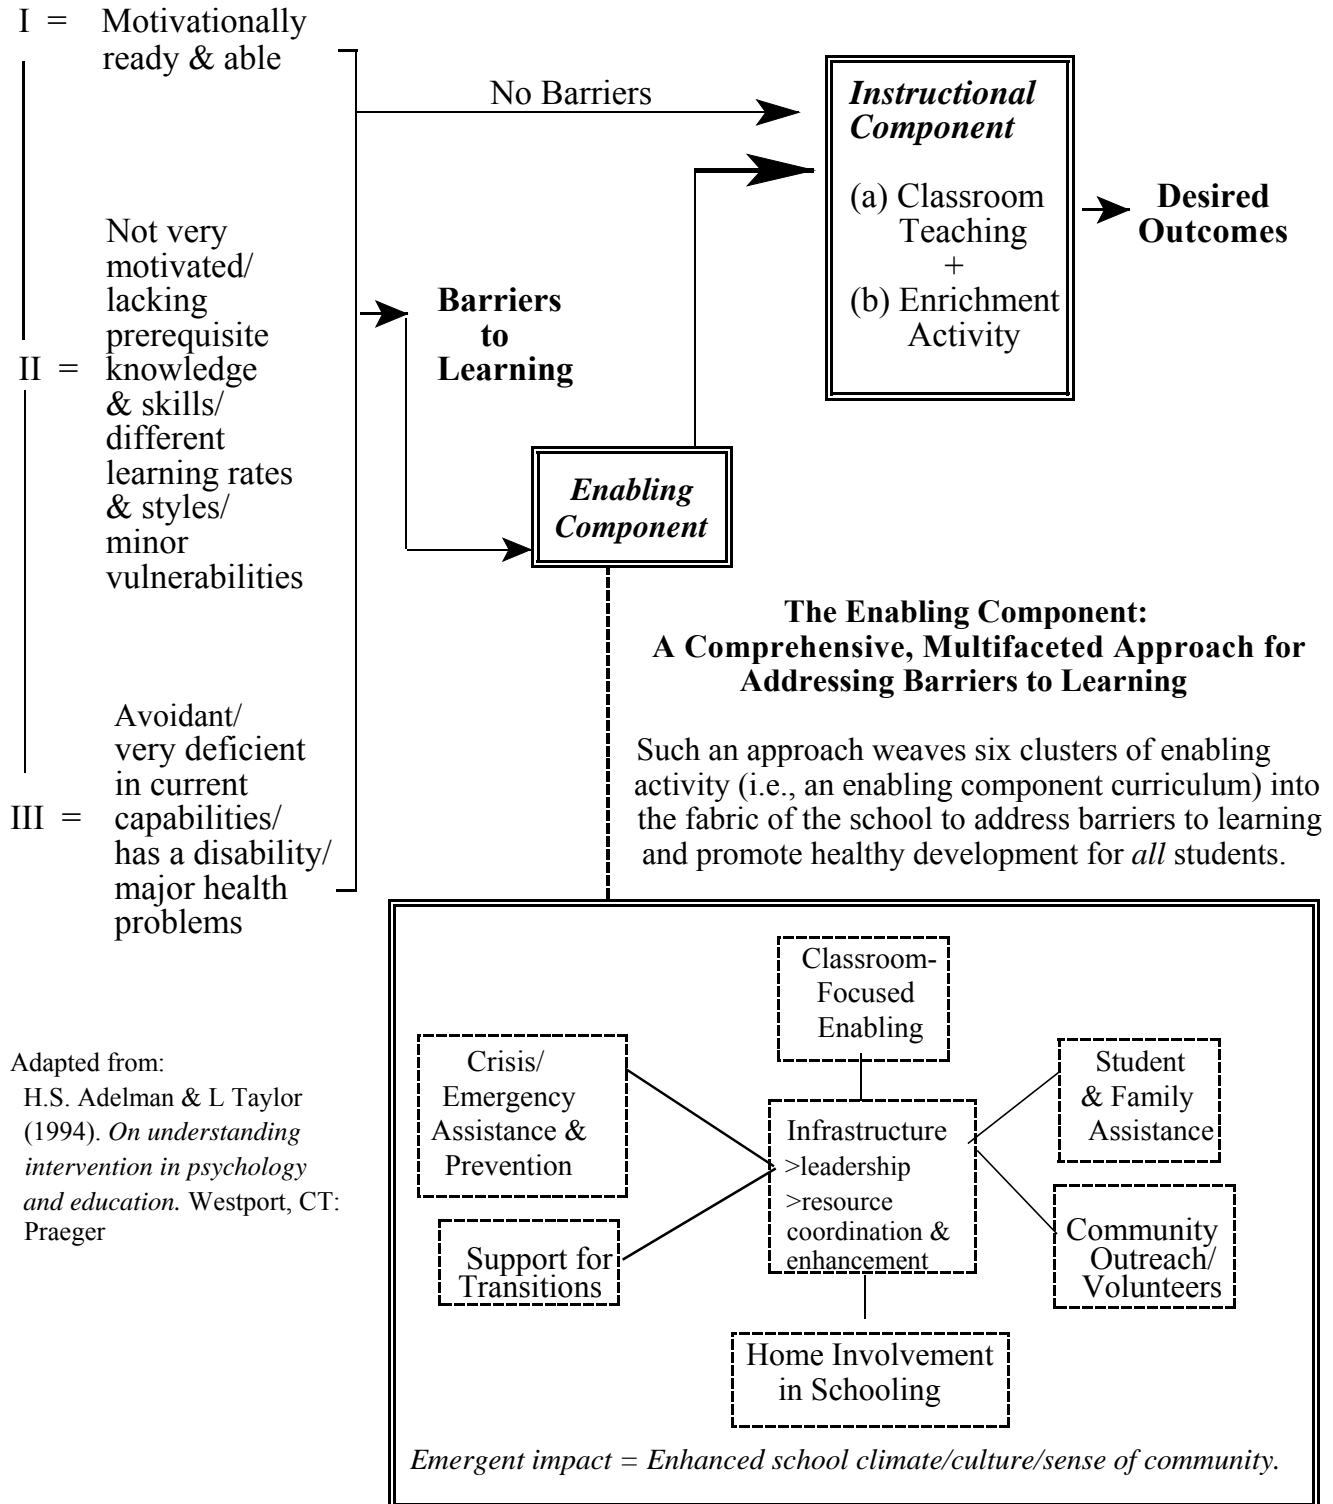 I = Motivationally
ready & able
No Barriers
Instructional
Component
(a) Classroom
Teaching
+
(b) Enrichment
Activity
Desired
Outcomes
Not very
motivated/
lacking
prerequisite
II = knowledge
& skills/
different
learning rates
& styles/
minor
vulnerabilities
Barriers
to
Learning
Enabling
Component
The Enabling Component:
A Comprehensive, Multifaceted Approach for
Addressing Barriers to Learning
Such an approach weaves six clusters of enabling
activity (i.e., an enabling component curriculum) into
the fabric of the school to address barriers to learning
and promote healthy development for all students.
Avoidant/
very deficient
in current
III = capabilities/
has a disability/
major health
problems
Adapted from:
H.S. Adelman & L Taylor
(1994). On understanding
intervention in psychology
and education. Westport, CT:
Praeger
Classroom-
Focused
Enabling
Crisis/
Emergency
Assistance &
Prevention
Student
& Family
Assistance
Infrastructure
>leadership
>resource
coordination &
enhancement
Support for
Transitions
Community
Outreach/
Volunteers
Home Involvement
in Schooling
Emergent impact = Enhanced school climate/culture/sense of community.